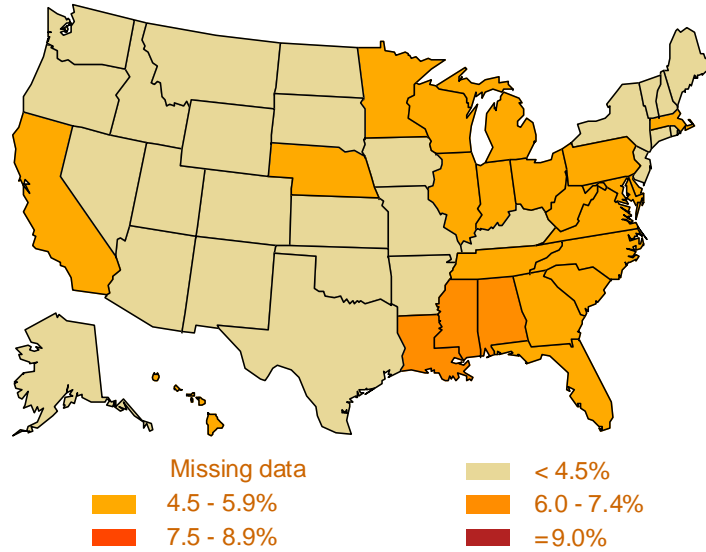 Missing data
< 4.5%
4.5 - 5.9%
6.0 - 7.4%
7.5 - 8.9%
=9.0%